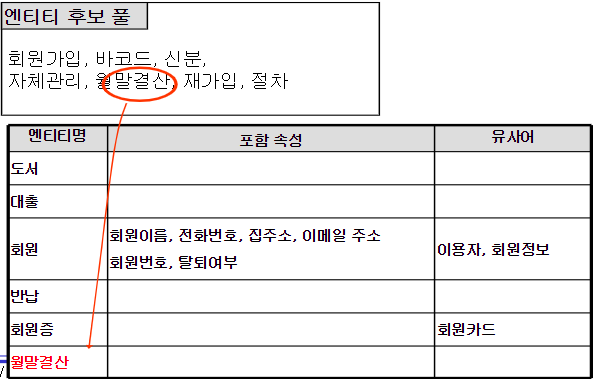 엔티티 후보 풀
회원가입, 바코드, 신분,
자체관리, 월말결산, 재가입, 절차
엔티티명 포함 속성 유사어
도서
대출
회원 회원이름, 전화번호, 집주소, 이메일 주소 이용자, 회원정보
회원번호, 탈퇴여부
반납
회원증 회원카드
월말결산